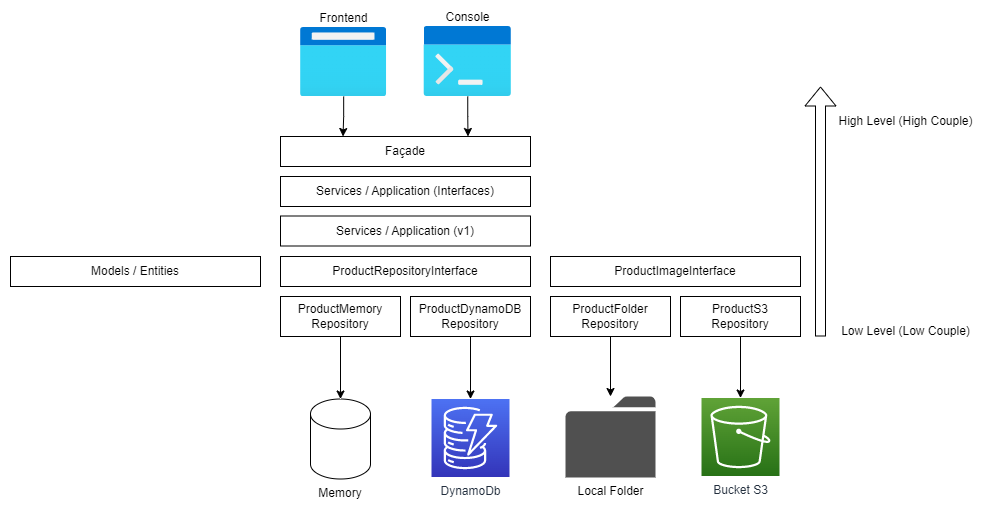 Frontend
Console
Façade
High Level (High Couple)
Services / Application (Interfaces)
Services / Application (v1)
Models / Entities
ProductRepositoryInterface
ProductImageInterface
ProductMemory
Repository
ProductDynamoDB
Repository
ProductFolder
Repository
ProductS3
Repository
Low Level (Low Couple)
Memory
DynamoDb
Local Folder
Bucket S3